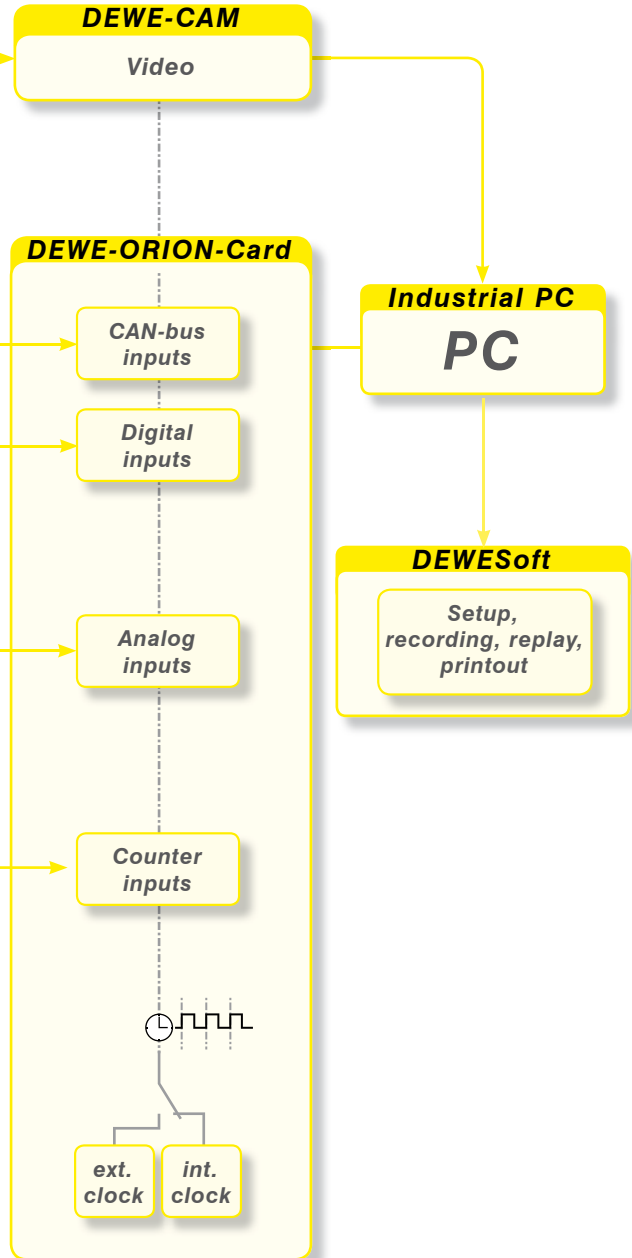 DEWE-CAM
Video
DEWE-ORION-Card
CAN-bus
inputs
Digital
inputs
Analog
inputs
Counter
inputs
ext.
clock
int.
clock
Industrial PC
PC
DEWESoft
Setup,
recording, replay,
printout